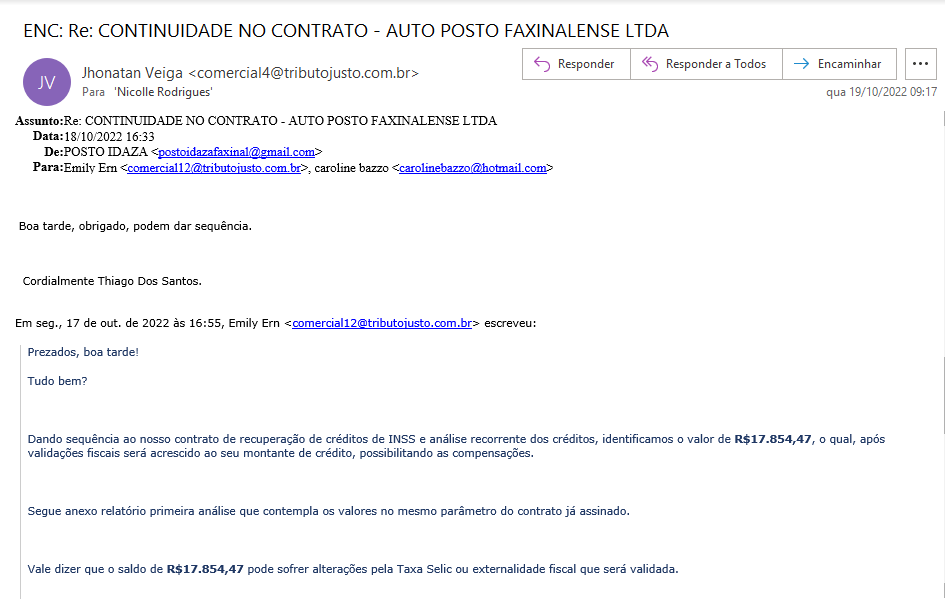 ENC: Re: CONTINUIDADE NO CONTRATO - AUTO POSTO FAXINALENSE LTDA
JV
Jhonatan Veiga <comercial4@tributojusto.com.br>
Para 'Nicolle Rodrigues'
Responder
Responder a Todos
Encaminhar
...
qua 19/10/2022 09:17
Assunto:Re: CONTINUIDADE NO CONTRATO - AUTO POSTO FAXINALENSE LTDA
Data:18/10/2022 16:33
De:POSTO IDAZA <postoidazafaxinal@gmail.com>
Para:Emily Ern <comercial12@tributojusto.com.br>, caroline bazzo <carolinebazzo@hotmail.com>
Boa tarde, obrigado, podem dar sequência.
Cordialmente Thiago Dos Santos.
Em seg., 17 de out. de 2022 às 16:55, Emily Ern <comercial12@tributojusto.com.br> escreveu:
Prezados, boa tarde!
Tudo bem?
Dando sequência ao nosso contrato de recuperação de créditos de INSS e análise recorrente dos créditos, identificamos o valor de R$17.854,47, o qual, após
validações fiscais será acrescido ao seu montante de crédito, possibilitando as compensações.
Segue anexo relatório primeira análise que contempla os valores no mesmo parâmetro do contrato já assinado.
Vale dizer que o saldo de R$17.854,47 pode sofrer alterações pela Taxa Selic ou externalidade fiscal que será validada.